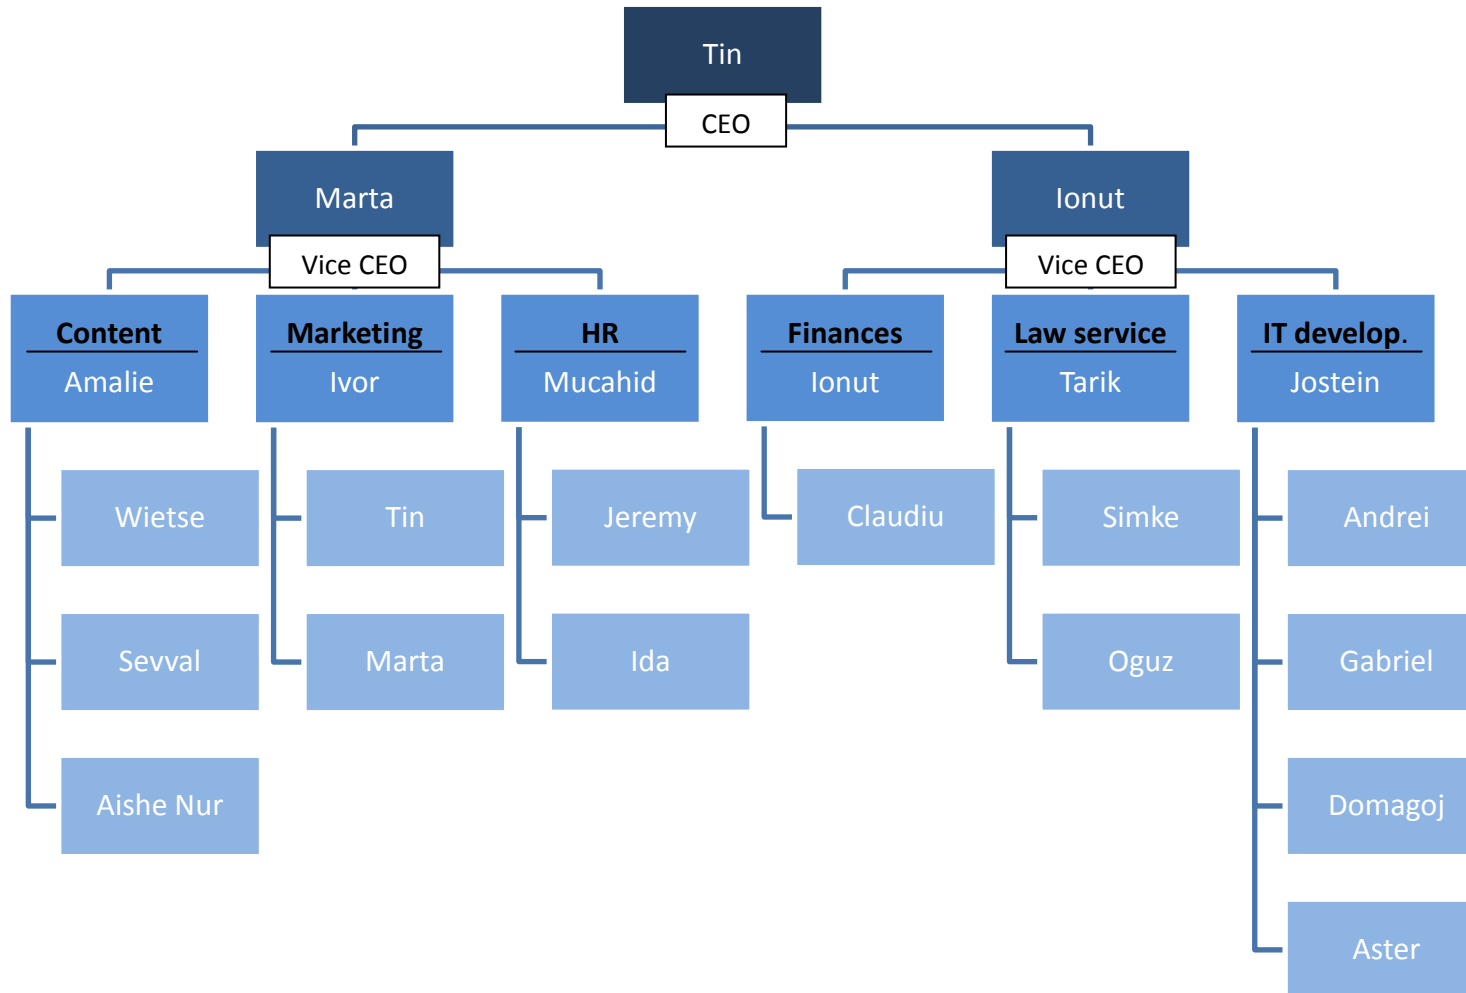 Tin
CEO
Marta
Ionut
Vice CEO
Vice CEO
Content
Amalie
Marketing
Ivor
HR
Mucahid
Finances
Ionut
Law service
Tarik
IT develop.
Jostein
Wietse
Tin
Jeremy
Claudiu
Simke
Andrei
Sevval
Marta
Ida
Oguz
Gabriel
Aishe Nur
Domagoj
Aster